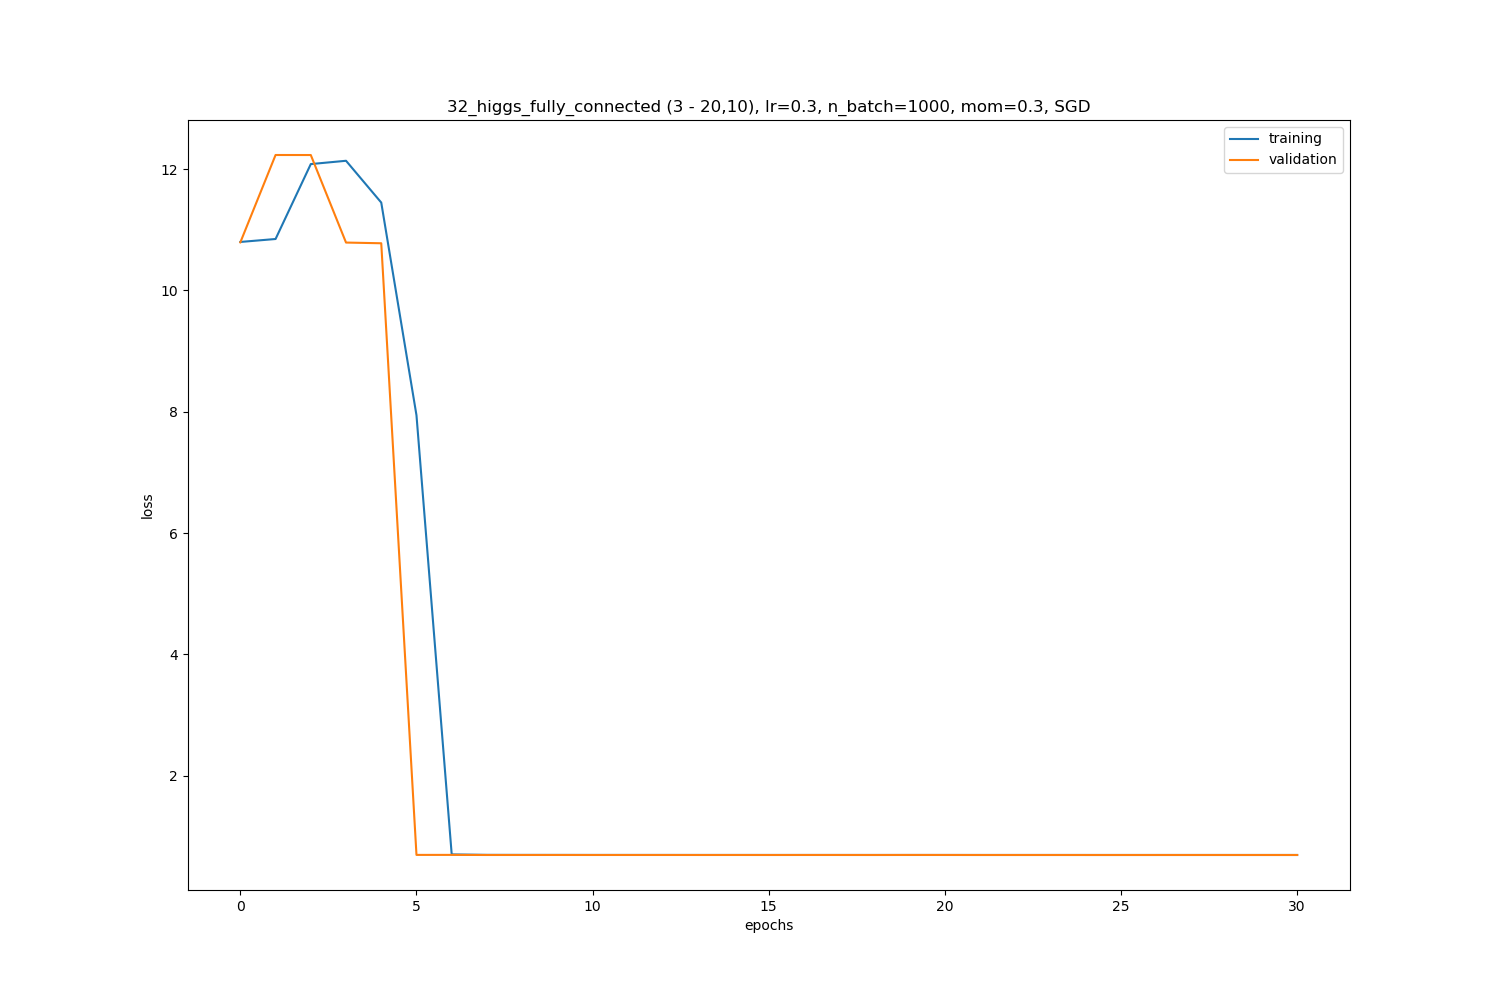 32_higgs_fully_connected (3 - 20,10), lr=0.3, n_batch=1000, mom=0.3, SGD
training
validation
12
10
8
6
4
2
loss
0 5 10 15 20 25 30
epochs